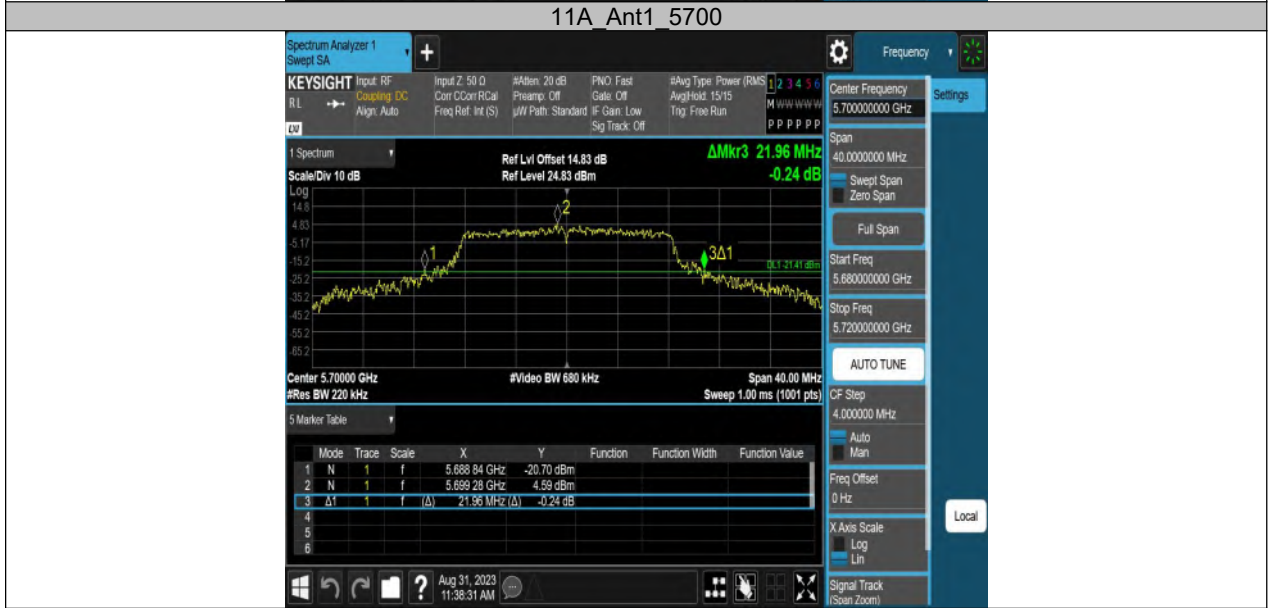 11A_Ant1_5700
Spectrum Analyzer 1
Swept SA
Frequency
KEYSIGHT
RL
Input: RF
Coupling: DC
Align: Auto
Input Z: 50 Ω
Corr CCorr RCal
Freq Ref: Int (S)
#Atten: 20 dB
Preamp: Off
µW Path: Standard
PNO: Fast
Gate: Off
IF Gain: Low
Sig Track: Off
#Avg Type: Power (RMS
Avg|Hold: 15/15
Trig: Free Run
1 2 3 4 5 6
M W W W W W
P P P P P P
1 Spectrum
Scale/Div 10 dB
Ref Lvl Offset 14.83 dB
Ref Level 24.83 dBm
ΔMkr3 21.96 MHz
-0.24 dB
Log
14.8
4.83
-5.17
-15.2
-25.2
-35.2
-45.2
-55.2
-65.2
1
2
3Δ1
DL1 -21.41 dBm
Center 5.70000 GHz
#Video BW 680 kHz
Span 40.00 MHz
#Res BW 220 kHz
Sweep 1.00 ms (1001 pts)
5 Marker Table
Mode Trace Scale X Y Function Function Width Function Value
1 N 1 f 5.688 84 GHz -20.70 dBm
2 N 1 f 5.699 28 GHz 4.59 dBm
3 Δ1 1 f (Δ) 21.96 MHz (Δ) -0.24 dB
4
5
6
Aug 31, 2023
11:38:31 AM
Center Frequency
5.700000000 GHz
Settings
Span
40.0000000 MHz
Swept Span
Zero Span
Full Span
Start Freq
5.680000000 GHz
Stop Freq
5.720000000 GHz
AUTO TUNE
CF Step
4.000000 MHz
Auto
Man
Freq Offset
0 Hz
Local
X Axis Scale
Log
Lin
Signal Track
(Span Zoom)